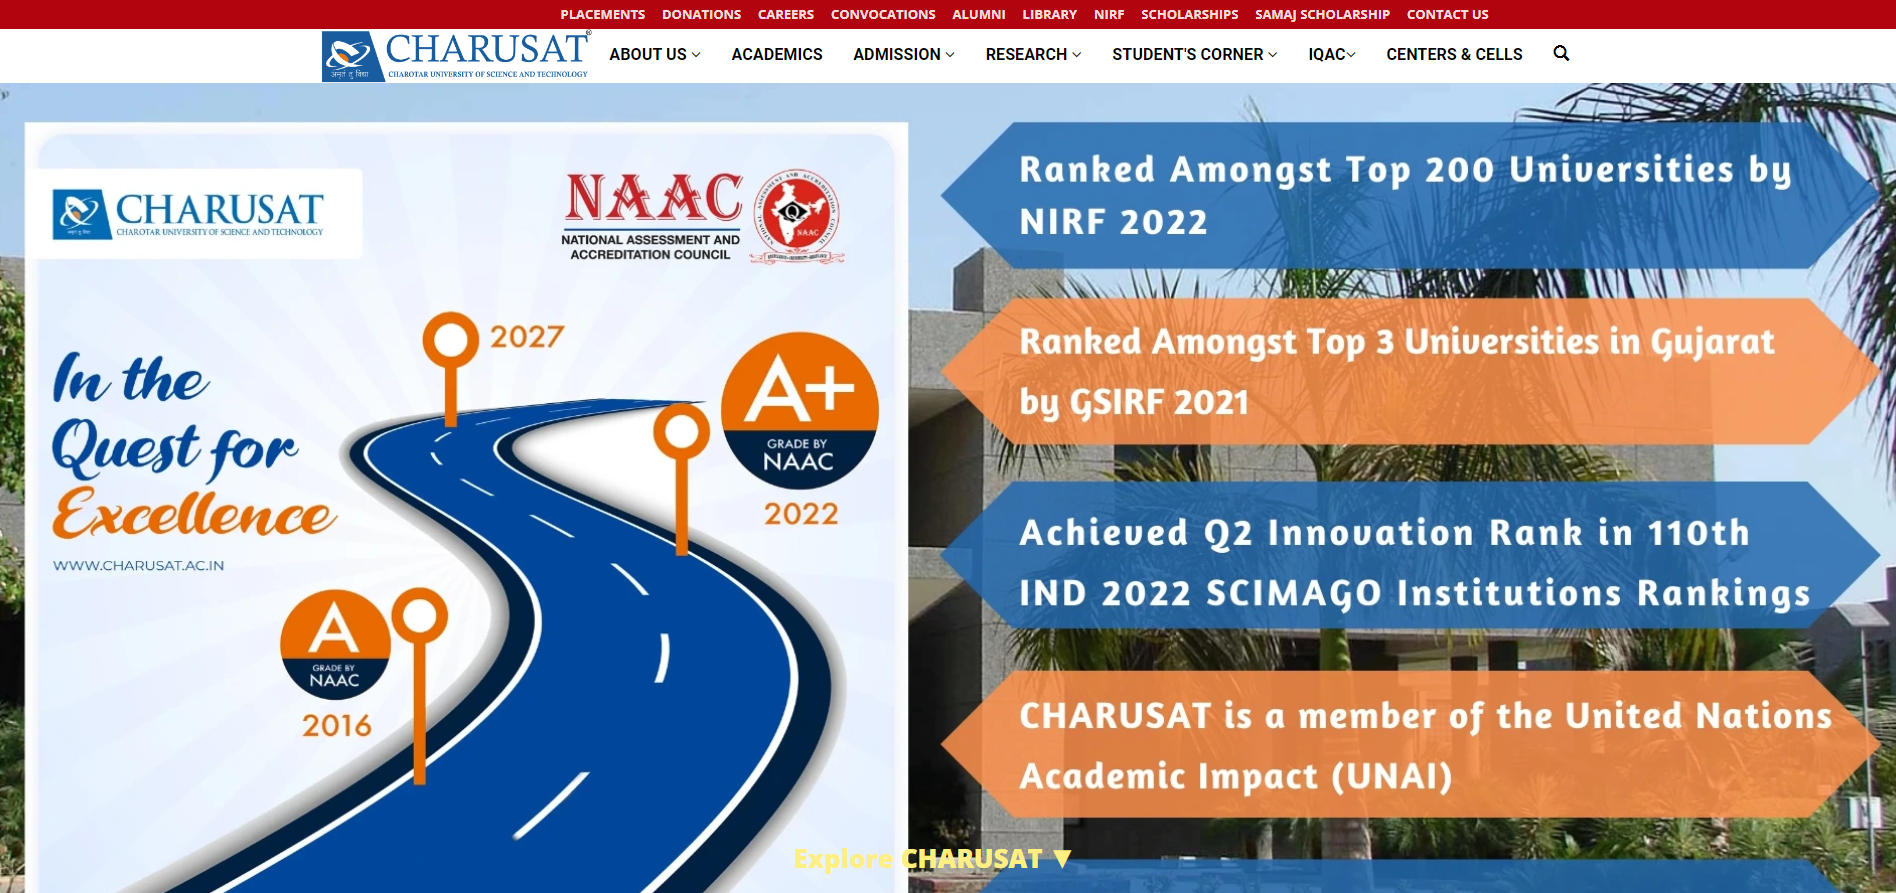 PLACEMENTS DONATIONS CAREERS CONVOCATIONS ALUMNI LIBRARY NIRF SCHOLARSHIPS SAMAJ SCHOLARSHIP CONTACT US
CHARUSAT®
CHAROTAR UNIVERSITY OF SCIENCE AND TECHNOLOGY
ABOUT US ACADEMICS ADMISSION RESEARCH STUDENT'S CORNER IQAC CENTERS & CELLS
CHARUSAT
CHAROTAR UNIVERSITY OF SCIENCE AND TECHNOLOGY
NAAC
NATIONAL ASSESSMENT AND
ACCREDITATION COUNCIL
NAAC
In the
Quest for
Excellence
WWW.CHARUSAT.AC.IN
2027
A+
GRADE BY
NAAC
2022
A
GRADE BY
NAAC
2016
Ranked Amongst Top 200 Universities by
NIRF 2022
Ranked Amongst Top 3 Universities in Gujarat
by GSIRF 2021
Achieved Q2 Innovation Rank in 110th
IND 2022 SCIMAGO Institutions Rankings
CHARUSAT is a member of the United Nations
Academic Impact (UNAI)
Explore CHARUSAT ▼